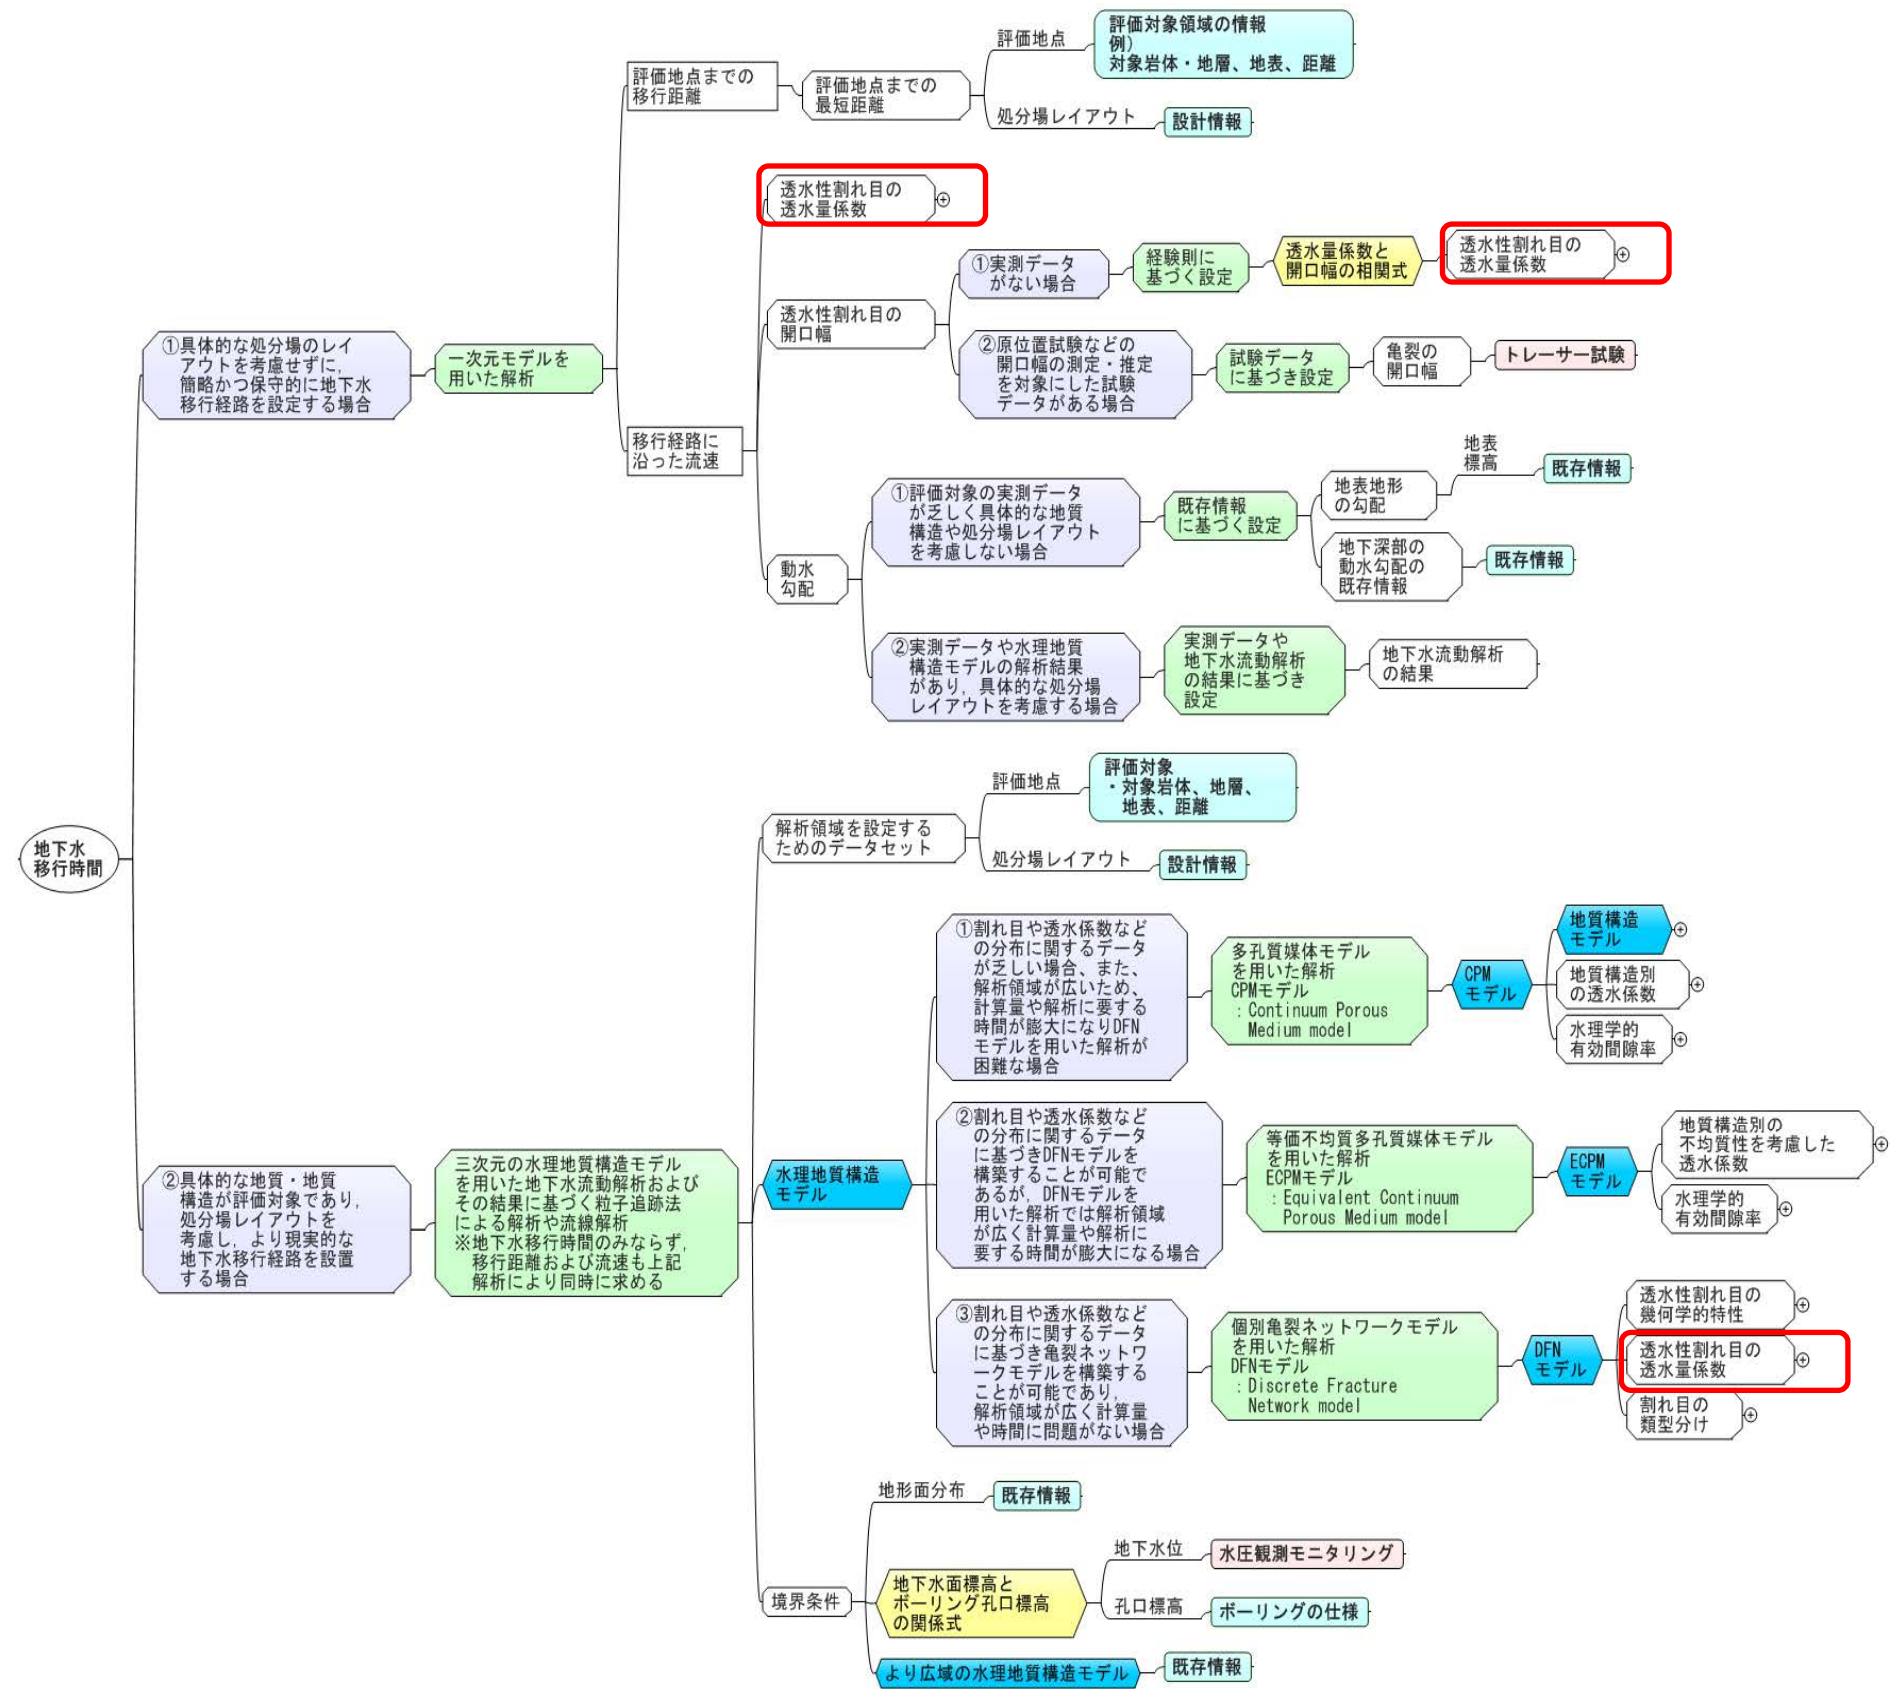 地下水
移行時間
①具体的な処分場のレイ
アウトを考慮せずに,
簡略かつ保守的に地下水
移行経路を設定する場合
一次元モデルを
用いた解析
評価地点までの
移行距離
評価地点までの
最短距離
評価地点
評価対象領域の情報
例)
対象岩体・地層、地表、距離
処分場レイアウト
設計情報
移行経路に
沿った流速
透水性割れ目の
透水量係数
透水性割れ目の
開口幅
①実測データ
がない場合
経験則に
基づく設定
透水量係数と
開口幅の相関式
透水性割れ目の
透水量係数
②原位置試験などの
開口幅の測定・推定
を対象にした試験
データがある場合
試験データ
に基づき設定
亀裂の
開口幅
トレーサー試験
動水
勾配
①評価対象の実測データ
が乏しく具体的な地質
構造や処分場レイアウト
を考慮しない場合
既存情報
に基づく設定
地表地形
の勾配
地表
標高
既存情報
地下深部の
動水勾配の
既存情報
既存情報
②実測データや水理地質
構造モデルの解析結果
があり, 具体的な処分場
レイアウトを考慮する場合
実測データや
地下水流動解析
の結果に基づき
設定
地下水流動解析
の結果
②具体的な地質・地質
構造が評価対象であり,
処分場レイアウトを
考慮し, より現実的な
地下水移行経路を設置
する場合
三次元の水理地質構造モデル
を用いた地下水流動解析および
その結果に基づく粒子追跡法
による解析や流線解析
※地下水移行時間のみならず,
移行距離および流速も上記
解析により同時に求める
解析領域を設定する
ためのデータセット
評価地点
評価対象
・対象岩体、地層、
地表、距離
処分場レイアウト
設計情報
水理地質構造
モデル
①割れ目や透水係数など
の分布に関するデータ
が乏しい場合、また、
解析領域が広いため、
計算量や解析に要する
時間が膨大になりDFN
モデルを用いた解析が
困難な場合
多孔質媒体モデル
を用いた解析
CPMモデル
:Continuum Porous
Medium model
CPM
モデル
地質構造
モデル
地質構造別
の透水係数
水理学的
有効間隙率
②割れ目や透水係数など
の分布に関するデータ
に基づきDFNモデルを
構築することが可能で
あるが, DFNモデルを
用いた解析では解析領域
が広く計算量や解析に
要する時間が膨大になる場合
等価不均質多孔質媒体モデル
を用いた解析
ECPMモデル
:Equivalent Continuum
Porous Medium model
ECPM
モデル
地質構造別の
不均質性を考慮した
透水係数
水理学的
有効間隙率
③割れ目や透水係数など
の分布に関するデータ
に基づき亀裂ネットワ
ークモデルを構築する
ことが可能であり,
解析領域が広く計算量
や時間に問題がない場合
個別亀裂ネットワークモデル
を用いた解析
DFNモデル
:Discrete Fracture
Network model
DFN
モデル
透水性割れ目の
幾何学的特性
透水性割れ目の
透水量係数
割れ目の
類型分け
境界条件
地形面分布
既存情報
地下水面標高と
ボーリング孔口標高
の関係式
地下水位
水圧観測モニタリング
孔口標高
ボーリングの仕様
より広域の水理地質構造モデル
既存情報